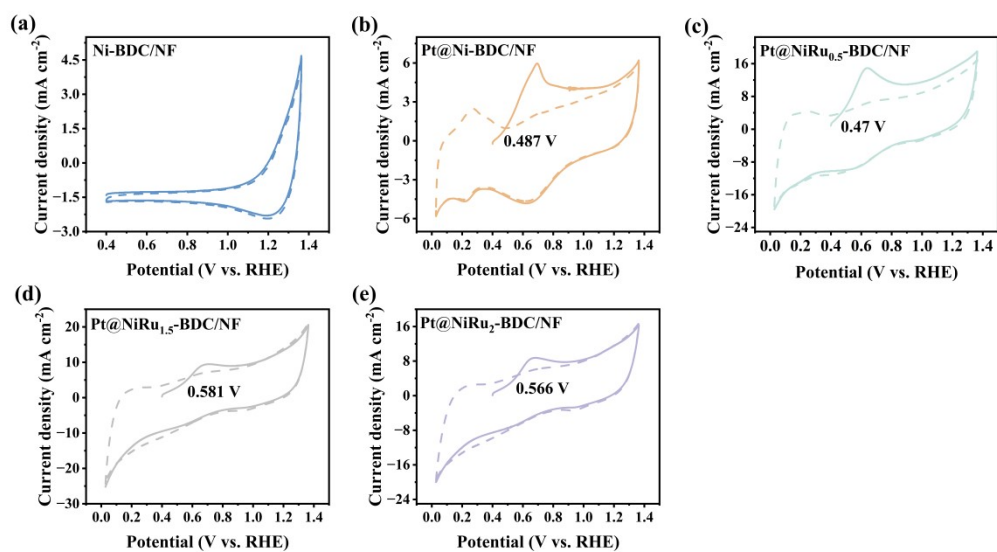 (a)
Ni-BDC/NF
Current density (mA cm⁻²)
4.5
3.0
1.5
0.0
−1.5
−3.0
0.4 0.6 0.8 1.0 1.2 1.4
Potential (V vs. RHE)
(b)
Pt@Ni-BDC/NF
0.487 V
Current density (mA cm⁻²)
6
3
0
−3
−6
0.0 0.2 0.4 0.6 0.8 1.0 1.2 1.4
Potential (V vs. RHE)
(c)
Pt@NiRu₀.₅-BDC/NF
0.47 V
Current density (mA cm⁻²)
16
8
0
−8
−16
−24
0.0 0.2 0.4 0.6 0.8 1.0 1.2 1.4
Potential (V vs. RHE)
(d)
Pt@NiRu₁.₅-BDC/NF
0.581 V
Current density (mA cm⁻²)
20
10
0
−10
−20
−30
0.0 0.2 0.4 0.6 0.8 1.0 1.2 1.4
Potential (V vs. RHE)
(e)
Pt@NiRu₂-BDC/NF
0.566 V
Current density (mA cm⁻²)
16
8
0
−8
−16
−24
0.0 0.2 0.4 0.6 0.8 1.0 1.2 1.4
Potential (V vs. RHE)